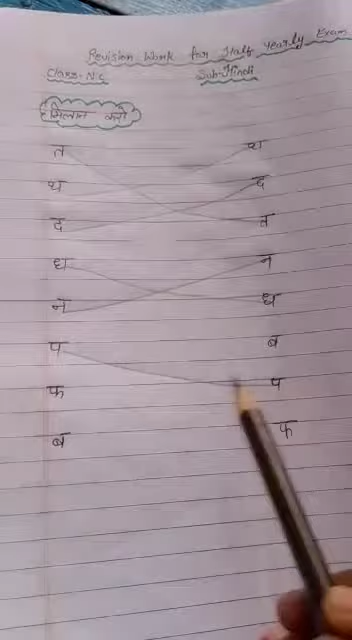 Revision Work for Half Yearly Exam
Class-N.C Sub-Hindi
मिलान करो
त थ
थ द
द त
ध न
न ध
प ब
फ प
ब फ